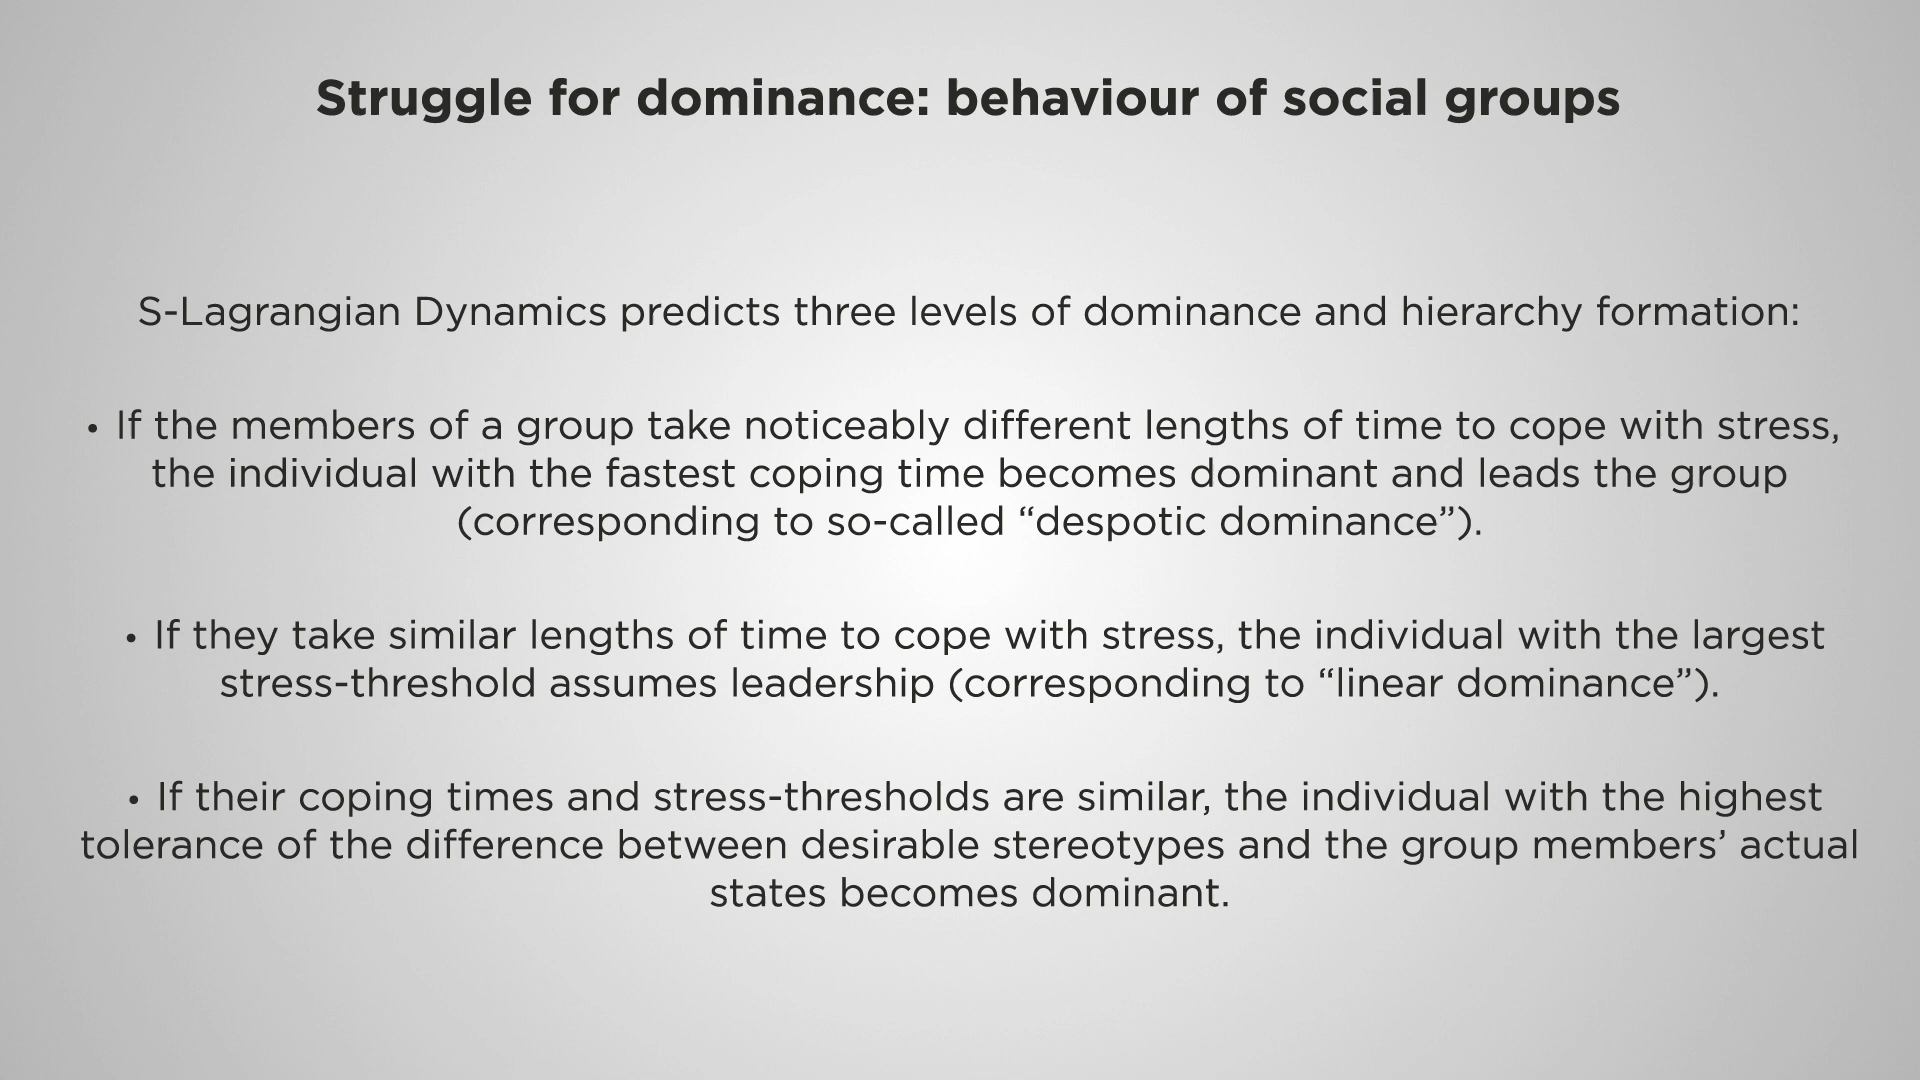 Struggle for dominance: behaviour of social groups
S-Lagrangian Dynamics predicts three levels of dominance and hierarchy formation:
• If the members of a group take noticeably different lengths of time to cope with stress,
the individual with the fastest coping time becomes dominant and leads the group
(corresponding to so-called “despotic dominance”).
• If they take similar lengths of time to cope with stress, the individual with the largest
stress-threshold assumes leadership (corresponding to “linear dominance”).
• If their coping times and stress-thresholds are similar, the individual with the highest
tolerance of the difference between desirable stereotypes and the group members’ actual
states becomes dominant.